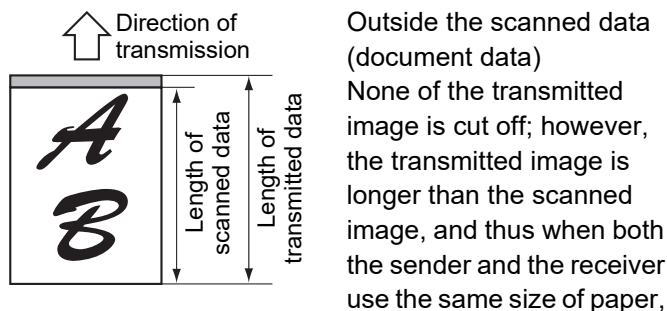 Direction of
transmission
A
B
Length of
scanned data
Length of
transmitted data
Outside the scanned data
(document data)
None of the transmitted
image is cut off; however,
the transmitted image is
longer than the scanned
image, and thus when both
the sender and the receiver
use the same size of paper,